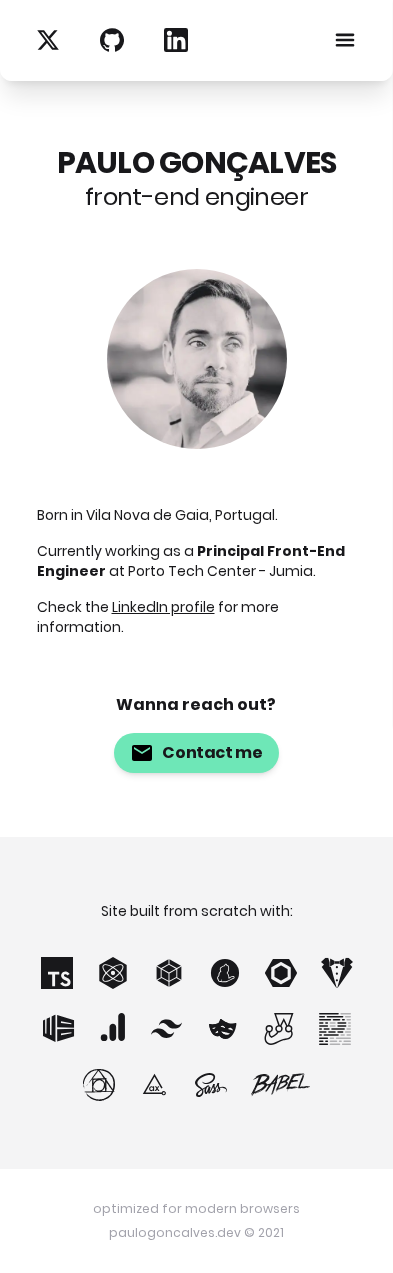 PAULO GONÇALVES
front-end engineer
Born in Vila Nova de Gaia, Portugal.
Currently working as a Principal Front-End
Engineer at Porto Tech Center - Jumia.
Check the LinkedIn profile for more
information.
Wanna reach out?
Contact me
Site built from scratch with:
TS
ax
Sass
BABEL
optimized for modern browsers
paulogoncalves.dev © 2021